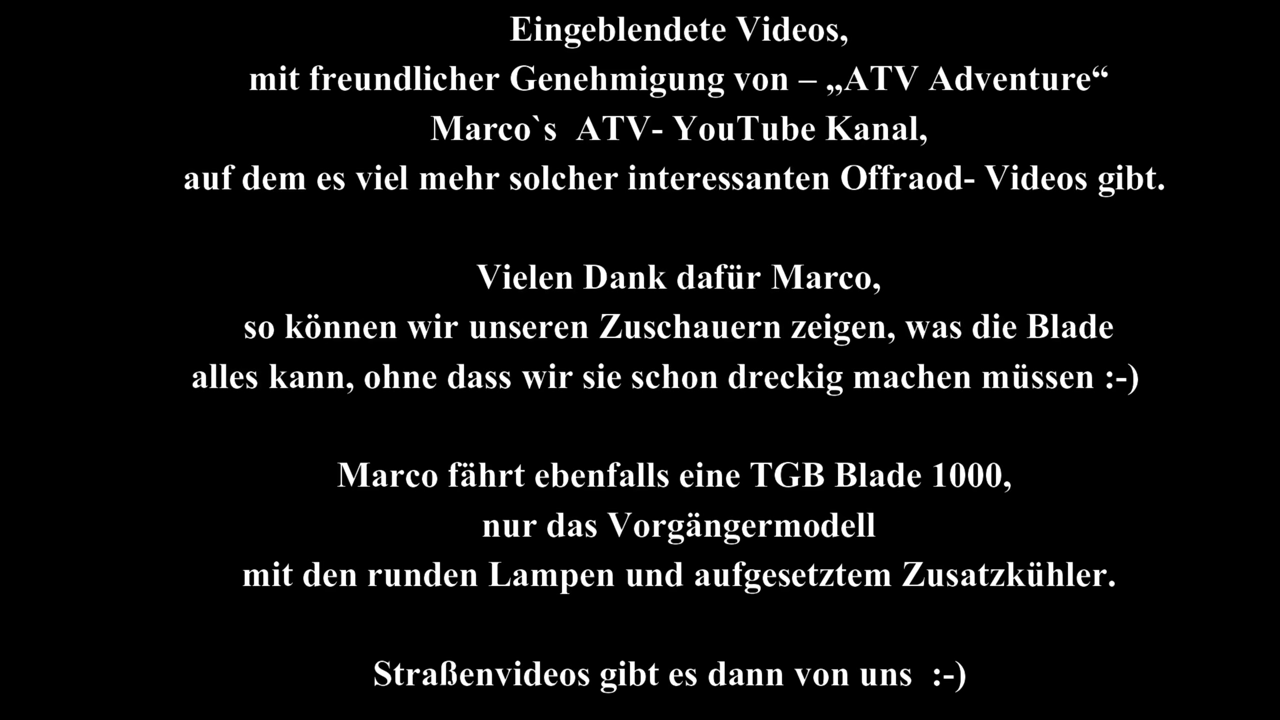 Eingeblendete Videos,
mit freundlicher Genehmigung von – „ATV Adventure“
Marco`s  ATV- YouTube Kanal,
auf dem es viel mehr solcher interessanten Offraod- Videos gibt.
Vielen Dank dafür Marco,
so können wir unseren Zuschauern zeigen, was die Blade
alles kann, ohne dass wir sie schon dreckig machen müssen :-)
Marco fährt ebenfalls eine TGB Blade 1000,
nur das Vorgängermodell
mit den runden Lampen und aufgesetztem Zusatzkühler.
Straßenvideos gibt es dann von uns  :-)